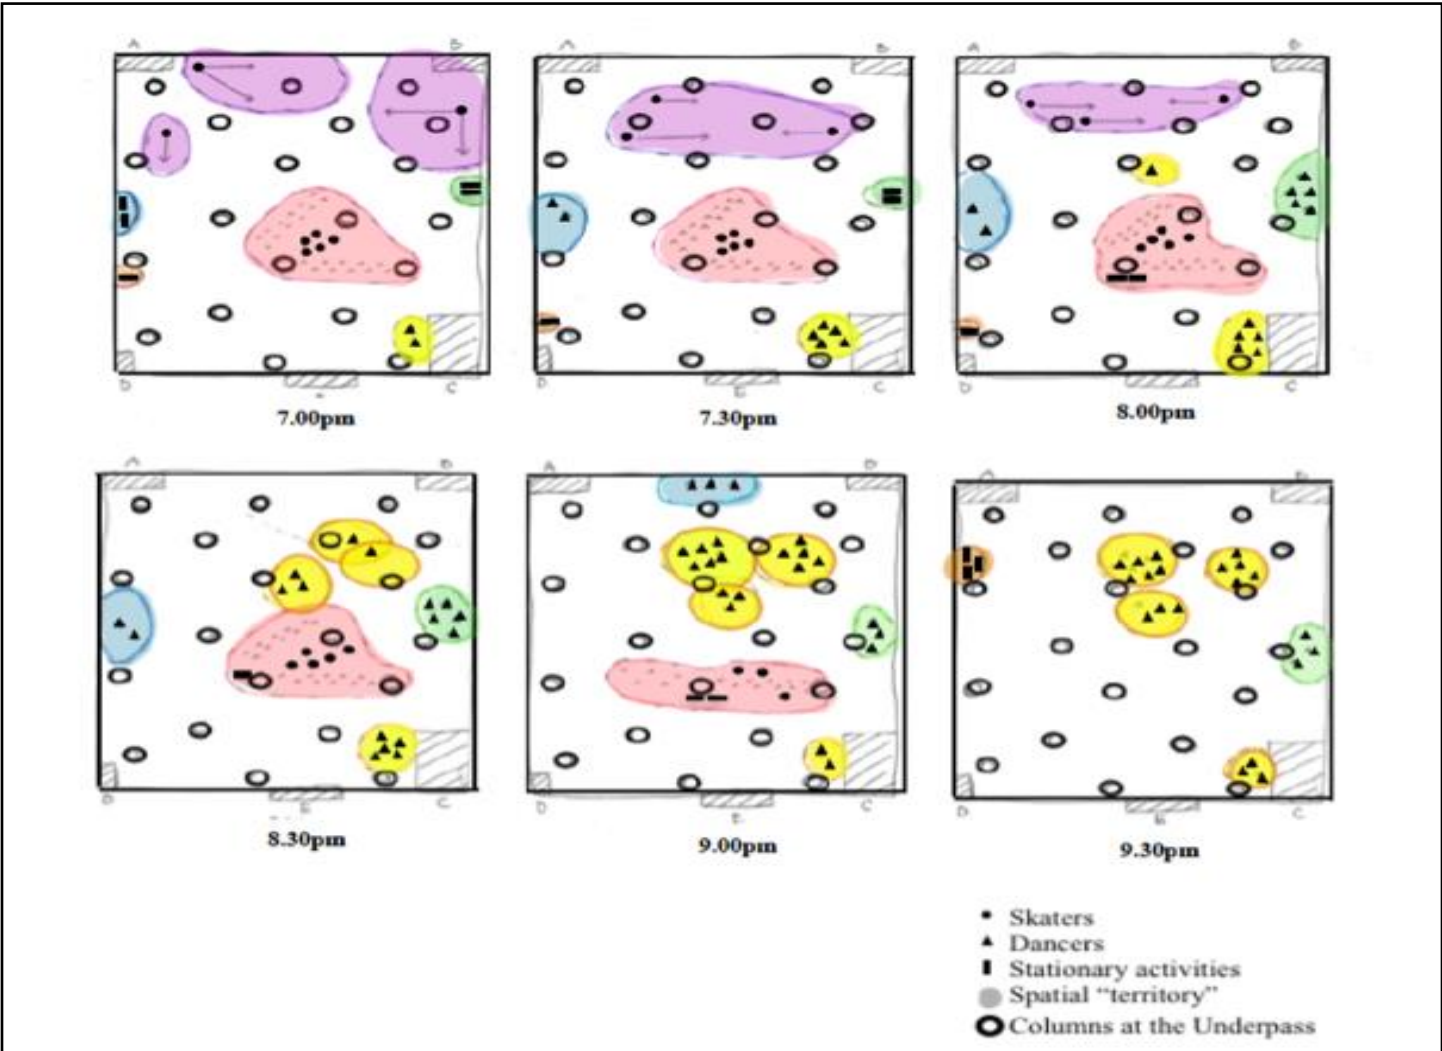 A B
D C
7.00pm
A B
D E C
7.30pm
A B
D C
8.00pm
A B
D E C
8.30pm
A D
D E C
9.00pm
A B
D E C
9.30pm
Skaters
Dancers
Stationary activities
Spatial “territory”
Columns at the Underpass